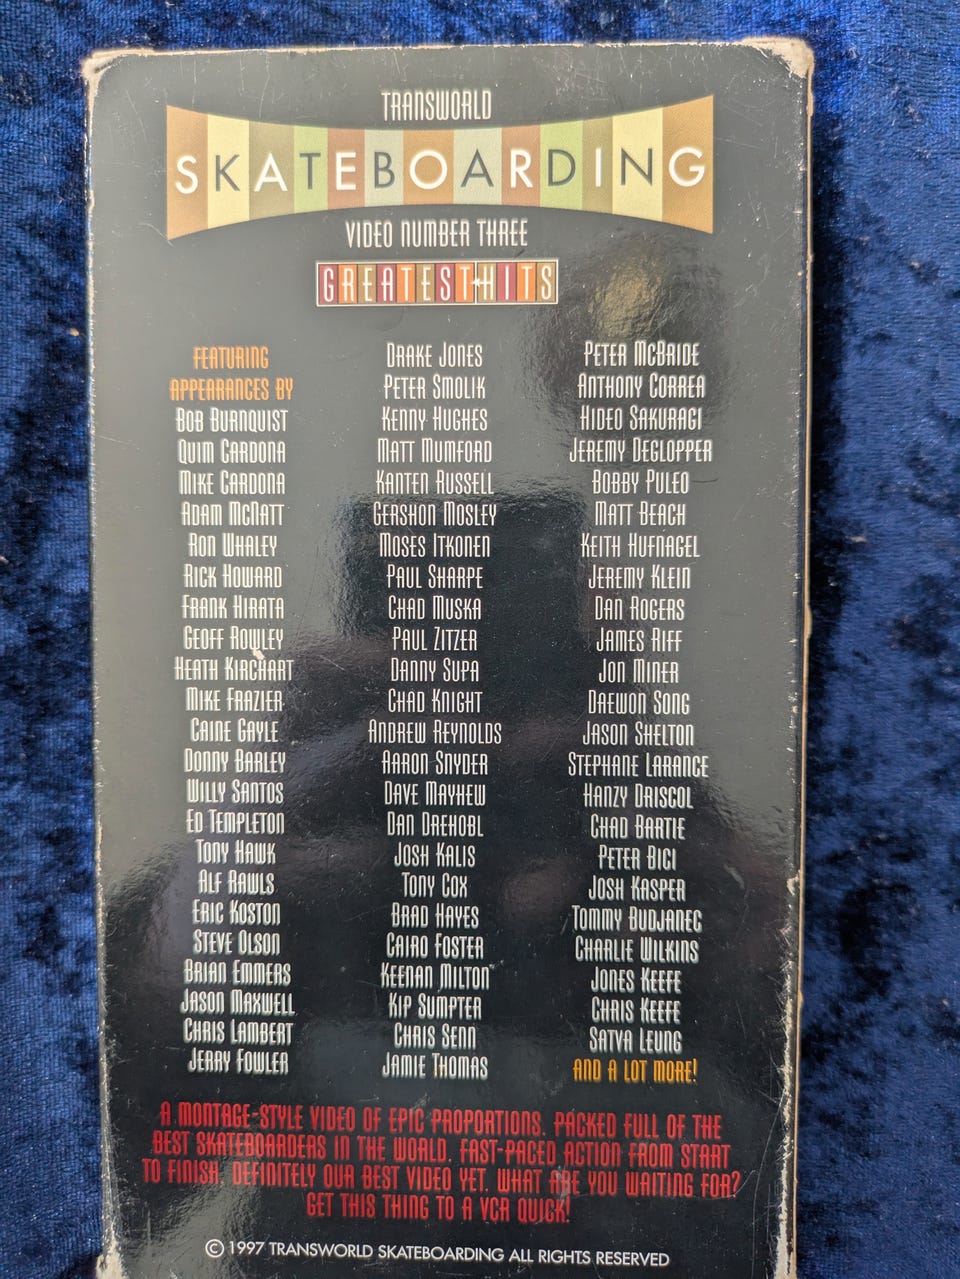 TRANSWORLD
SKATEBOARDING
VIDEO NUMBER THREE
GREATEST HITS
FEATURING
APPEARANCES BY
BOB BURNQUIST
QUIM CARDONA
MIKE CARDONA
ADAM MCNATT
RON WHALEY
RICK HOWARD
FRANK HIRATA
GEOFF ROWLEY
HEATH KIRCHART
MIKE FRAZIER
CAINE GAYLE
DONNY BARLEY
WILLY SANTOS
ED TEMPLETON
TONY HAWK
ALF RAWLS
ERIC KOSTON
STEVE OLSON
BRIAN EMMERS
JASON MAXWELL
CHRIS LAMBERT
JERRY FOWLER
DRAKE JONES
PETER SMOLIK
KENNY HUGHES
MATT MUMFORD
KANTEN RUSSELL
GERSHON MOSLEY
MOSES ITKONEN
PAUL SHARPE
CHAD MUSKA
PAUL ZITZER
DANNY SUPA
CHAD KNIGHT
ANDREW REYNOLDS
AARON SNYDER
DAVE MAYHEW
DAN DREHOBL
JOSH KALIS
TONY COX
BRAD HAYES
CAIRO FOSTER
KEENAN MILTON
KIP SUMPTER
CHRIS SENN
JAMIE THOMAS
PETER MCBRIDE
ANTHONY CORREA
HIDEO SAKURAGI
JEREMY DEGLOPPER
BOBBY PULEO
MATT BEACH
KEITH HUFNAGEL
JEREMY KLEIN
DAN ROGERS
JAMES RIFF
JON MINER
DAEWON SONG
JASON SHELTON
STEPHANE LARANCE
HANZY DRISCOL
CHAD BARTIE
PETER BICI
JOSH KASPER
TOMMY BUDJANEC
CHARLIE WILKINS
JONES KEEFE
CHRIS KEEFE
SATVA LEUNG
AND A LOT MORE!
A MONTAGE-STYLE VIDEO OF EPIC PROPORTIONS. PACKED FULL OF THE
BEST SKATEBOARDERS IN THE WORLD. FAST-PACED ACTION FROM START
TO FINISH. DEFINITELY OUR BEST VIDEO YET. WHAT ARE YOU WAITING FOR?
GET THIS THING TO A VCR QUICK!
© 1997 TRANSWORLD SKATEBOARDING ALL RIGHTS RESERVED